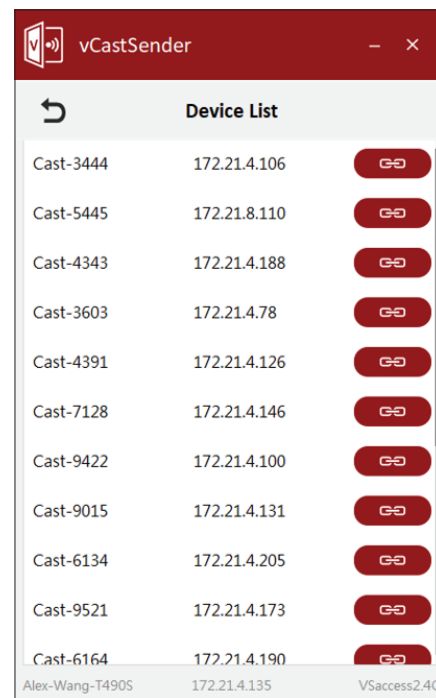 V vCastSender
Device List
Cast-3444 172.21.4.106
Cast-5445 172.21.8.110
Cast-4343 172.21.4.188
Cast-3603 172.21.4.78
Cast-4391 172.21.4.126
Cast-7128 172.21.4.146
Cast-9422 172.21.4.100
Cast-9015 172.21.4.131
Cast-6134 172.21.4.205
Cast-9521 172.21.4.173
Cast-6164 172.21.4.190
Alex-Wang-T490S 172.21.4.135 VSaccess2.4G